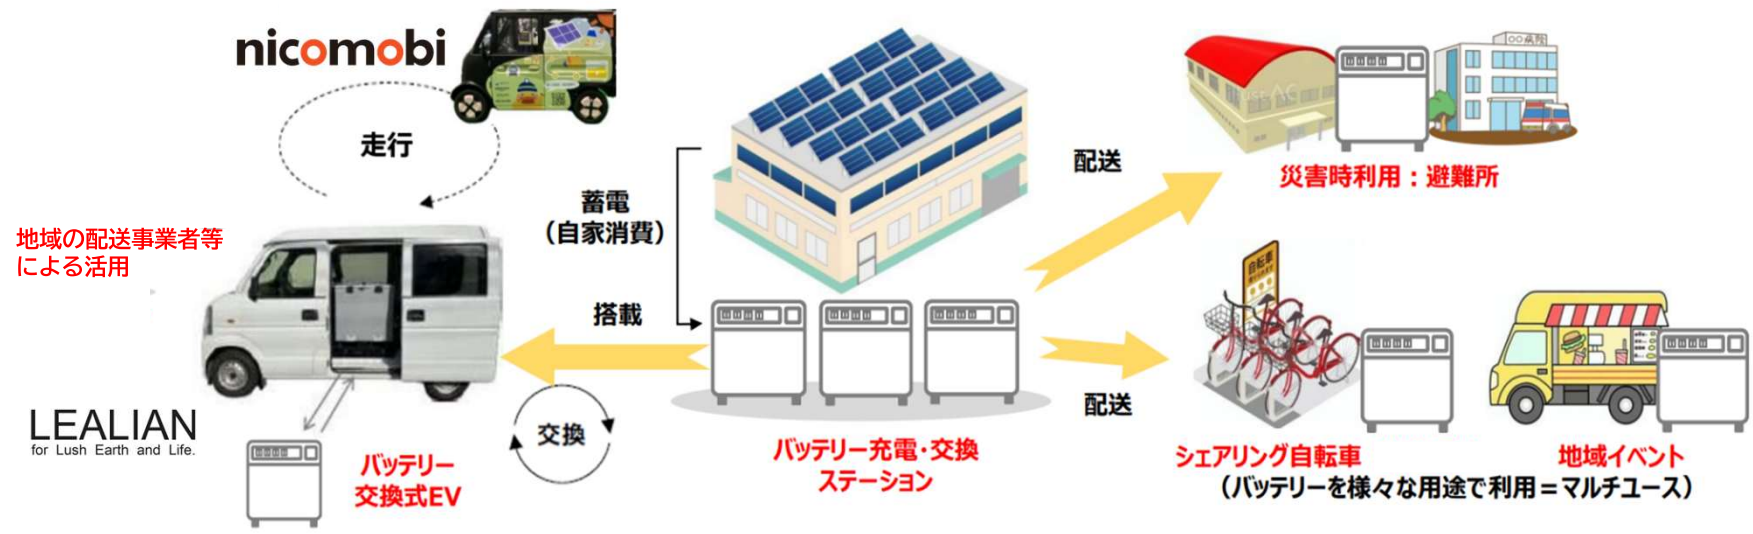 nicomobi
走行
地域の配送事業者等
による活用
LEALIAN
for Lush Earth and Life.
バッテリー
交換式EV
蓄電
（自家消費）
搭載
交換
バッテリー充電・交換
ステーション
配送
○○病院
災害時利用：避難所
配送
自転車
シェアリング自転車
地域イベント
（バッテリーを様々な用途で利用＝マルチユース）